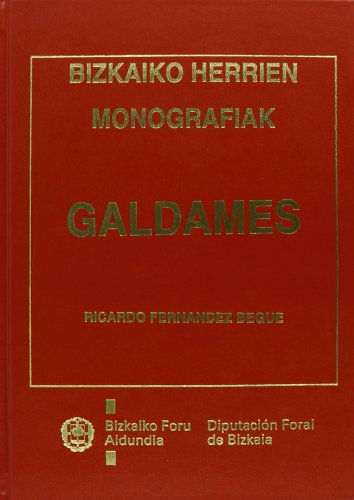 BIZKAIKO HERRIEN
MONOGRAFIAK
GALDAMES
RICARDO FERNANDEZ BEGUE
Bizkaiko Foru
Aldundia
Diputación Foral
de Bizkaia